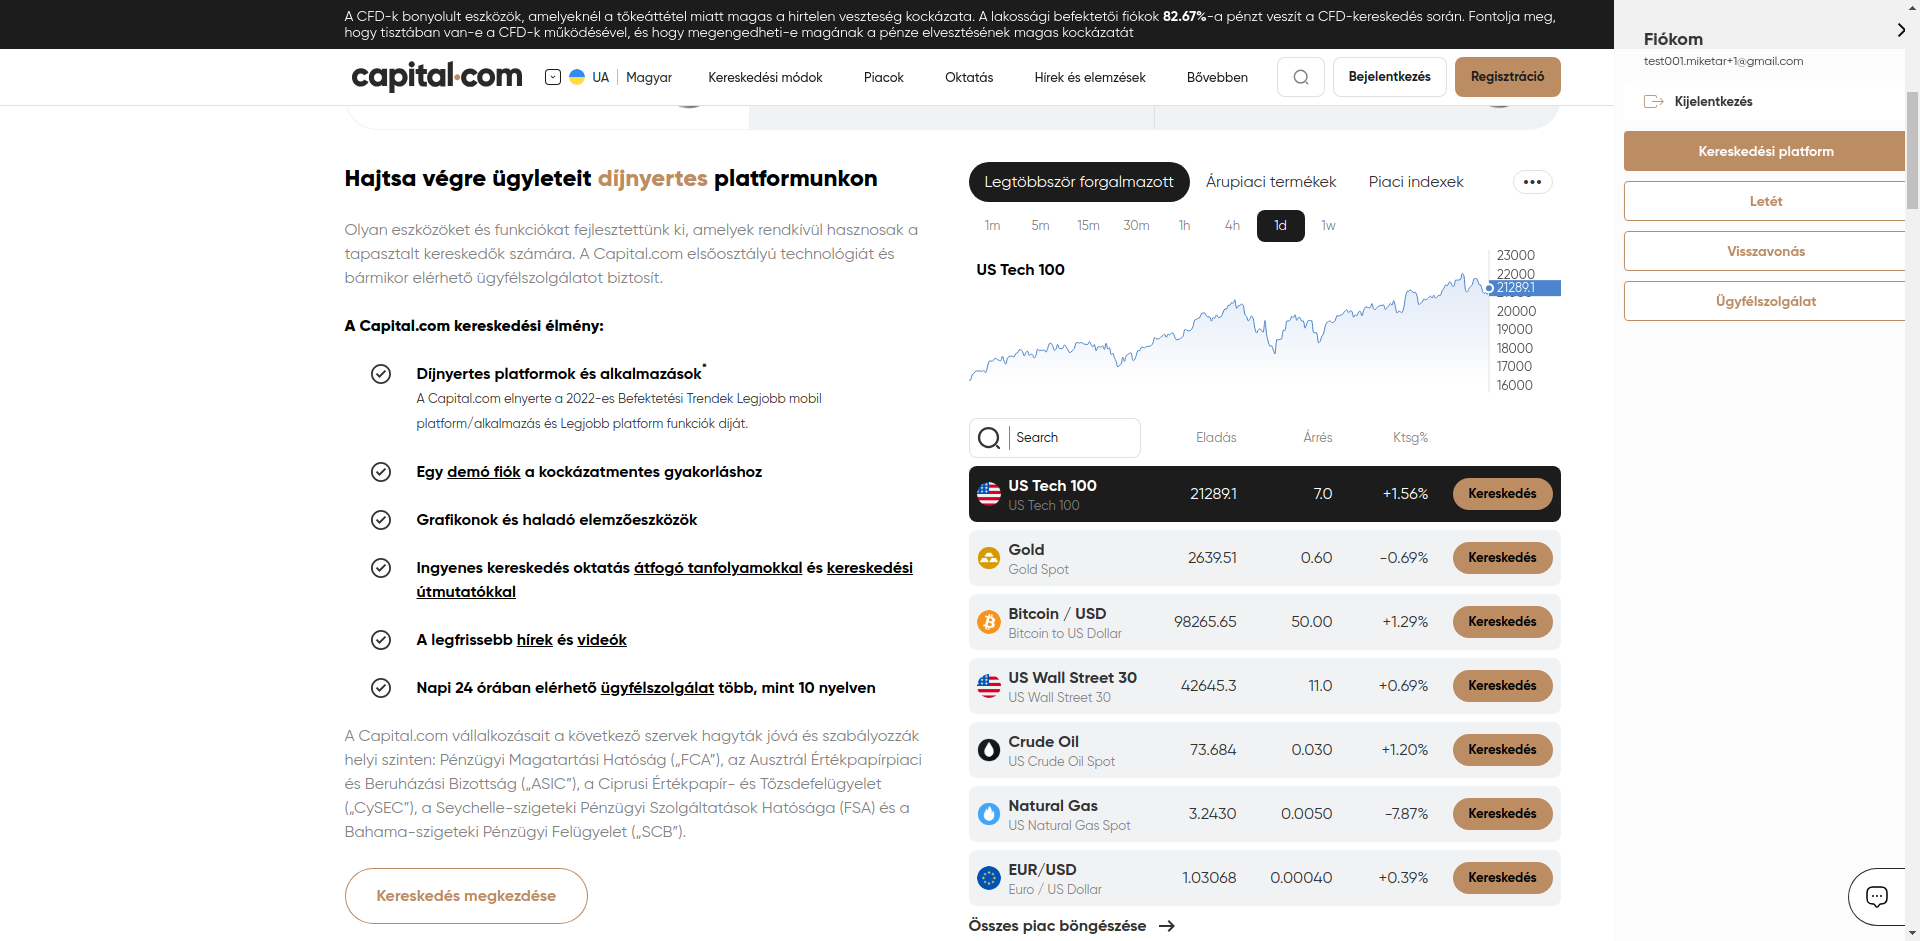 A CFD-k bonyolult eszközök, amelyeknél a tőkeáttétel miatt magas a hirtelen veszteség kockázata. A lakossági befektetői fiókok 82.67%-a pénzt veszít a CFD-kereskedés során. Fontolja meg,
hogy tisztában van-e a CFD-k működésével, és hogy megengedheti-e magának a pénze elvesztésének magas kockázatát
capital.com
UA
Magyar
Kereskedési módok
Piacok
Oktatás
Hírek és elemzések
Bővebben
Bejelentkezés
Regisztráció
Fiókom
test001.miketar+1@gmail.com
Kijelentkezés
Kereskedési platform
Letét
Visszavonás
Ügyfélszolgálat
Hajtsa végre ügyleteit díjnyertes platformunkon
Olyan eszközöket és funkciókat fejlesztettünk ki, amelyek rendkívül hasznosak a
tapasztalt kereskedők számára. A Capital.com elsőosztályú technológiát és
bármikor elérhető ügyfélszolgálatot biztosít.
A Capital.com kereskedési élmény:
Díjnyertes platformok és alkalmazások*
A Capital.com elnyerte a 2022-es Befektetési Trendek Legjobb mobil
platform/alkalmazás és Legjobb platform funkciók díját.
Egy demó fiók a kockázatmentes gyakorláshoz
Grafikonok és haladó elemzőeszközök
Ingyenes kereskedés oktatás átfogó tanfolyamokkal és kereskedési
útmutatókkal
A legfrissebb hírek és videók
Napi 24 órában elérhető ügyfélszolgálat több, mint 10 nyelven
A Capital.com vállalkozásait a következő szervek hagyták jóvá és szabályozzák
helyi szinten: Pénzügyi Magatartási Hatóság („FCA”), az Ausztrál Értékpapírpiaci
és Beruházási Bizottság („ASIC”), a Ciprusi Értékpapír- és Tőzsdefelügyelet
(„CySEC”), a Seychelle-szigeteki Pénzügyi Szolgáltatások Hatósága (FSA) és a
Bahama-szigeteki Pénzügyi Felügyelet („SCB”).
Kereskedés megkezdése
Legtöbbször forgalmazott
Árupiaci termékek
Piaci indexek
1m 5m 15m 30m 1h 4h 1d 1w
US Tech 100
23000
22000
21289.1
20000
19000
18000
17000
16000
Search
Eladás Árrés Ktsg%
US Tech 100
US Tech 100
21289.1 7.0 +1.56% Kereskedés
Gold
Gold Spot
2639.51 0.60 -0.69% Kereskedés
Bitcoin / USD
Bitcoin to US Dollar
98265.65 50.00 +1.29% Kereskedés
US Wall Street 30
US Wall Street 30
42645.3 11.0 +0.69% Kereskedés
Crude Oil
US Crude Oil Spot
73.684 0.030 +1.20% Kereskedés
Natural Gas
US Natural Gas Spot
3.2430 0.0050 -7.87% Kereskedés
EUR/USD
Euro / US Dollar
1.03068 0.00040 +0.39% Kereskedés
Összes piac böngészése